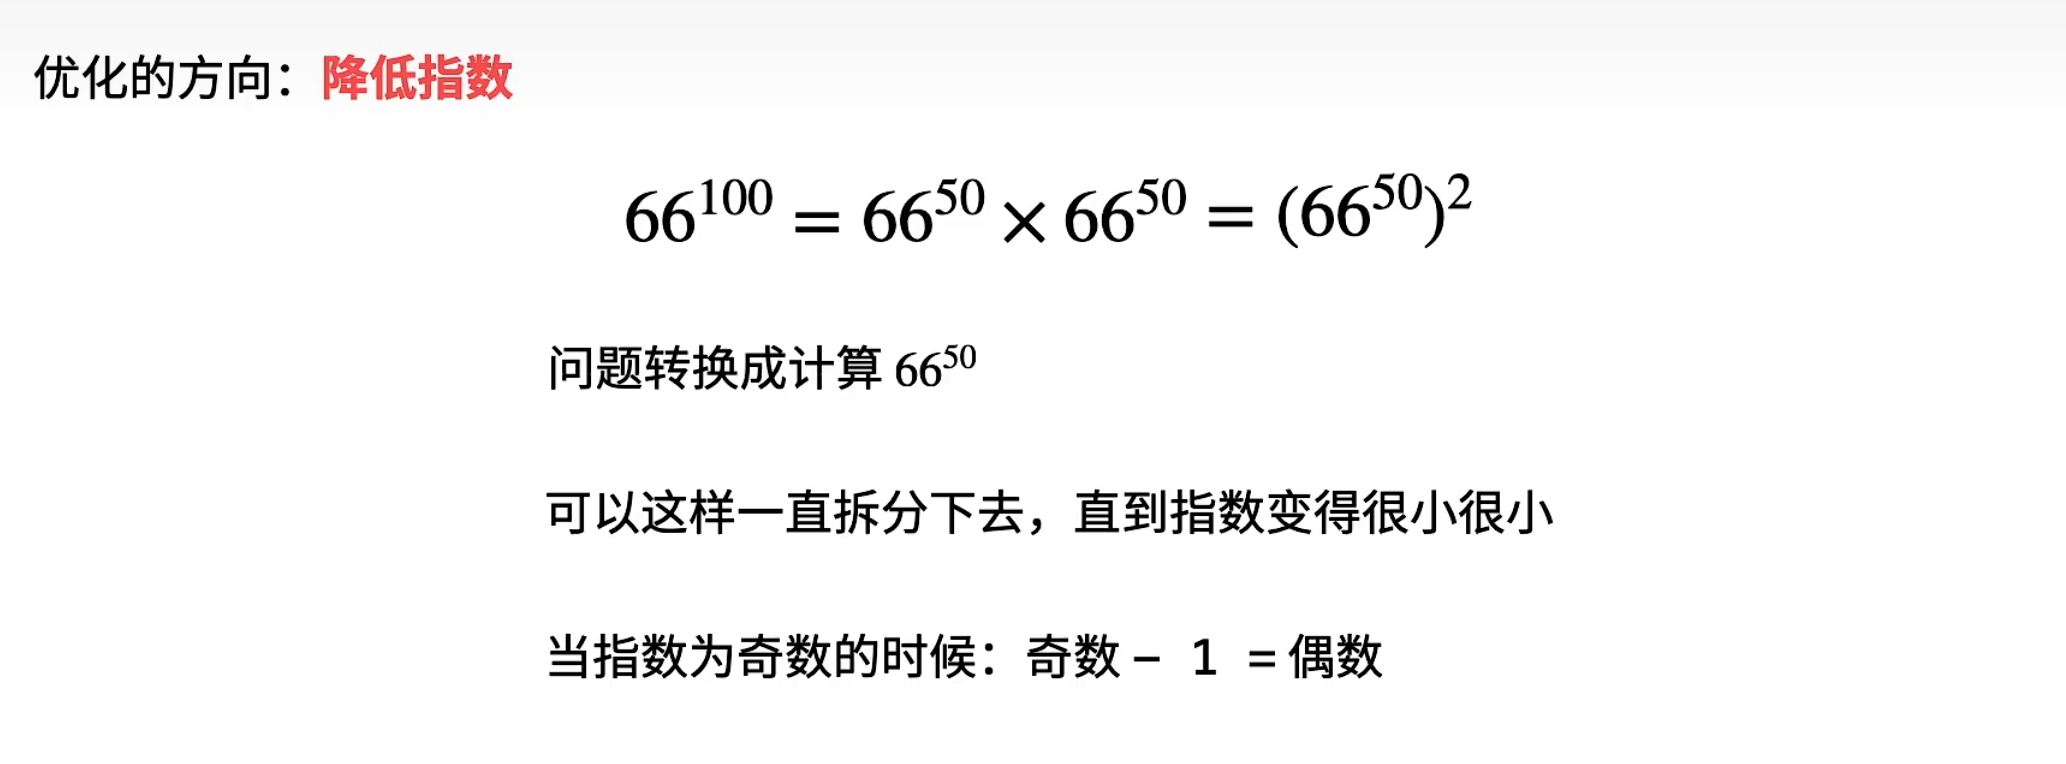 优化的方向：降低指数
66^100 = 66^50 × 66^50 = (66^50)^2
问题转换成计算 66^50
可以这样一直拆分下去，直到指数变得很小很小
当指数为奇数的时候：奇数 － 1 = 偶数